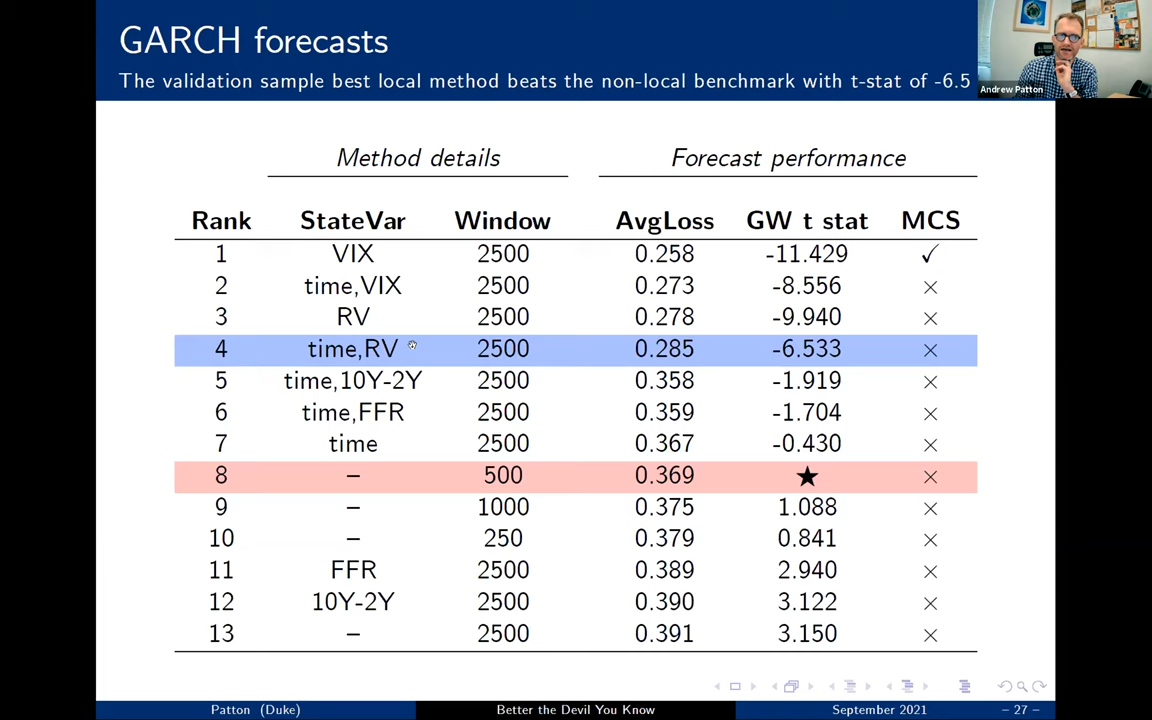 GARCH forecasts
The validation sample best local method beats the non-local benchmark with t-stat of -6.5
Andrew Patton
Method details Forecast performance
Rank StateVar Window AvgLoss GW t stat MCS
1 VIX 2500 0.258 -11.429 ✓
2 time,VIX 2500 0.273 -8.556 ×
3 RV 2500 0.278 -9.940 ×
4 time,RV 2500 0.285 -6.533 ×
5 time,10Y-2Y 2500 0.358 -1.919 ×
6 time,FFR 2500 0.359 -1.704 ×
7 time 2500 0.367 -0.430 ×
8 – 500 0.369 ★ ×
9 – 1000 0.375 1.088 ×
10 – 250 0.379 0.841 ×
11 FFR 2500 0.389 2.940 ×
12 10Y-2Y 2500 0.390 3.122 ×
13 – 2500 0.391 3.150 ×
Patton (Duke) Better the Devil You Know September 2021 – 27 –